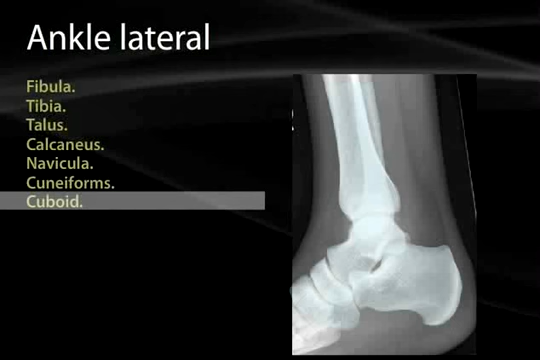 Ankle lateral
Fibula.
Tibia.
Talus.
Calcaneus.
Navicula.
Cuneiforms.
Cuboid.